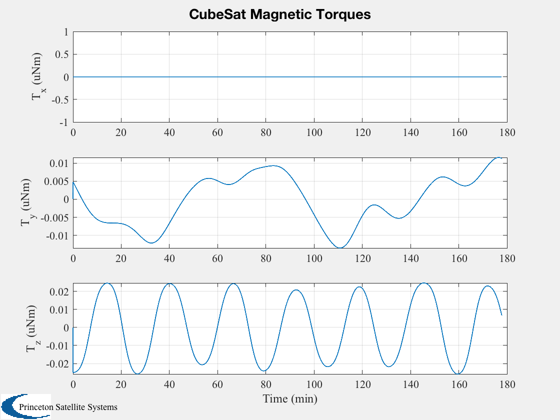 CubeSat Magnetic Torques
1
0.5
0
-0.5
-1
T_x (uNm)
0 20 40 60 80 100 120 140 160 180
0.01
0.005
0
-0.005
-0.01
T_y (uNm)
0 20 40 60 80 100 120 140 160 180
0.02
0.01
0
-0.01
-0.02
T_z (uNm)
0 20 40 60 80 100 120 140 160 180
Time (min)
Princeton Satellite Systems